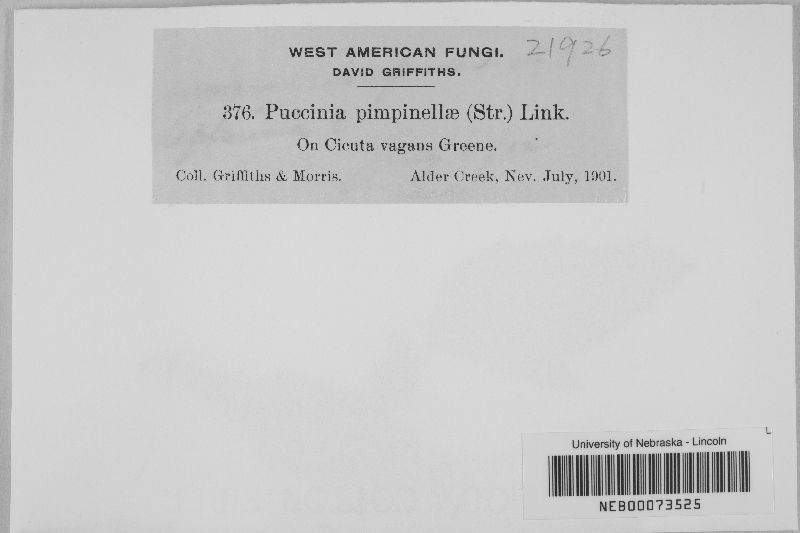 WEST AMERICAN FUNGI. 21926
DAVID GRIFFITHS.
376. Puccinia pimpinellæ (Str.) Link.
On Cicuta vagans Greene.
Coll. Griffiths & Morris. Alder Creek, Nev. July, 1901.
University of Nebraska - Lincoln
NEB00073525